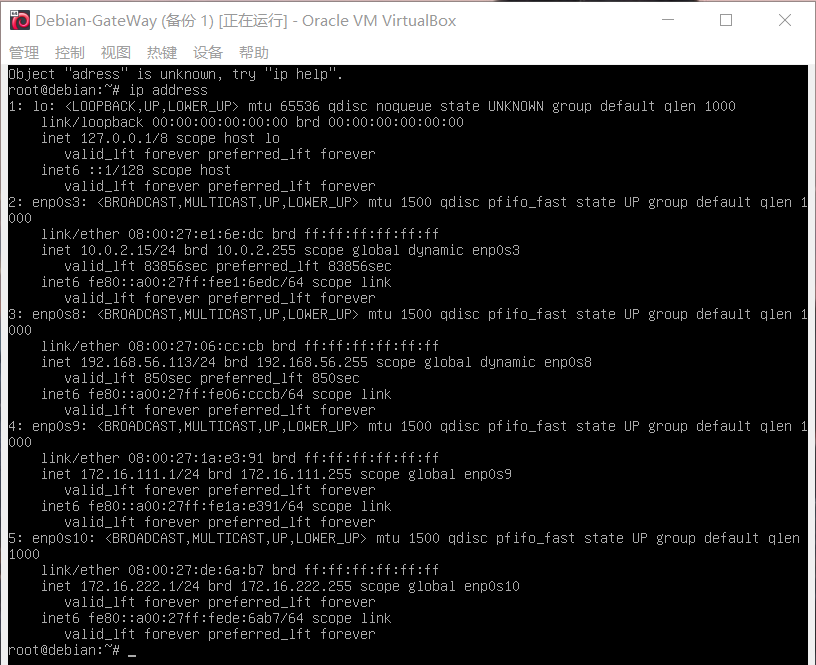 Debian-GateWay (备份 1) [正在运行] - Oracle VM VirtualBox
管理 控制 视图 热键 设备 帮助
Object "adress" is unknown, try "ip help".
root@debian:~# ip address
1: lo: <LOOPBACK,UP,LOWER_UP> mtu 65536 qdisc noqueue state UNKNOWN group default qlen 1000
    link/loopback 00:00:00:00:00:00 brd 00:00:00:00:00:00
    inet 127.0.0.1/8 scope host lo
       valid_lft forever preferred_lft forever
    inet6 ::1/128 scope host
       valid_lft forever preferred_lft forever
2: enp0s3: <BROADCAST,MULTICAST,UP,LOWER_UP> mtu 1500 qdisc pfifo_fast state UP group default qlen 1
000
    link/ether 08:00:27:e1:6e:dc brd ff:ff:ff:ff:ff:ff
    inet 10.0.2.15/24 brd 10.0.2.255 scope global dynamic enp0s3
       valid_lft 83856sec preferred_lft 83856sec
    inet6 fe80::a00:27ff:fee1:6edc/64 scope link
       valid_lft forever preferred_lft forever
3: enp0s8: <BROADCAST,MULTICAST,UP,LOWER_UP> mtu 1500 qdisc pfifo_fast state UP group default qlen 1
000
    link/ether 08:00:27:06:cc:cb brd ff:ff:ff:ff:ff:ff
    inet 192.168.56.113/24 brd 192.168.56.255 scope global dynamic enp0s8
       valid_lft 850sec preferred_lft 850sec
    inet6 fe80::a00:27ff:fe06:cccb/64 scope link
       valid_lft forever preferred_lft forever
4: enp0s9: <BROADCAST,MULTICAST,UP,LOWER_UP> mtu 1500 qdisc pfifo_fast state UP group default qlen 1
000
    link/ether 08:00:27:1a:e3:91 brd ff:ff:ff:ff:ff:ff
    inet 172.16.111.1/24 brd 172.16.111.255 scope global enp0s9
       valid_lft forever preferred_lft forever
    inet6 fe80::a00:27ff:fe1a:e391/64 scope link
       valid_lft forever preferred_lft forever
5: enp0s10: <BROADCAST,MULTICAST,UP,LOWER_UP> mtu 1500 qdisc pfifo_fast state UP group default qlen
1000
    link/ether 08:00:27:de:6a:b7 brd ff:ff:ff:ff:ff:ff
    inet 172.16.222.1/24 brd 172.16.222.255 scope global enp0s10
       valid_lft forever preferred_lft forever
    inet6 fe80::a00:27ff:fede:6ab7/64 scope link
       valid_lft forever preferred_lft forever
root@debian:~# _